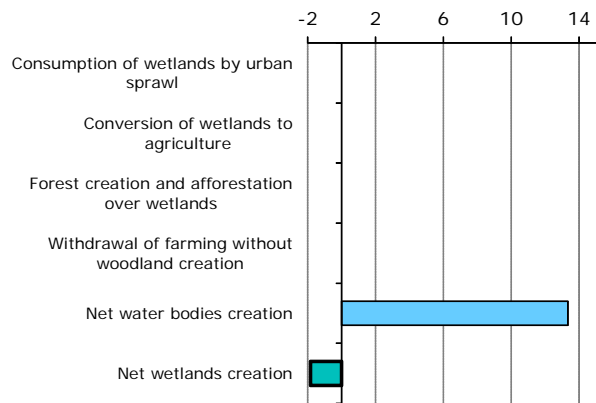 -2 2 6 10 14
Consumption of wetlands by urban
sprawl
Conversion of wetlands to
agriculture
Forest creation and afforestation
over wetlands
Withdrawal of farming without
woodland creation
Net water bodies creation
Net wetlands creation